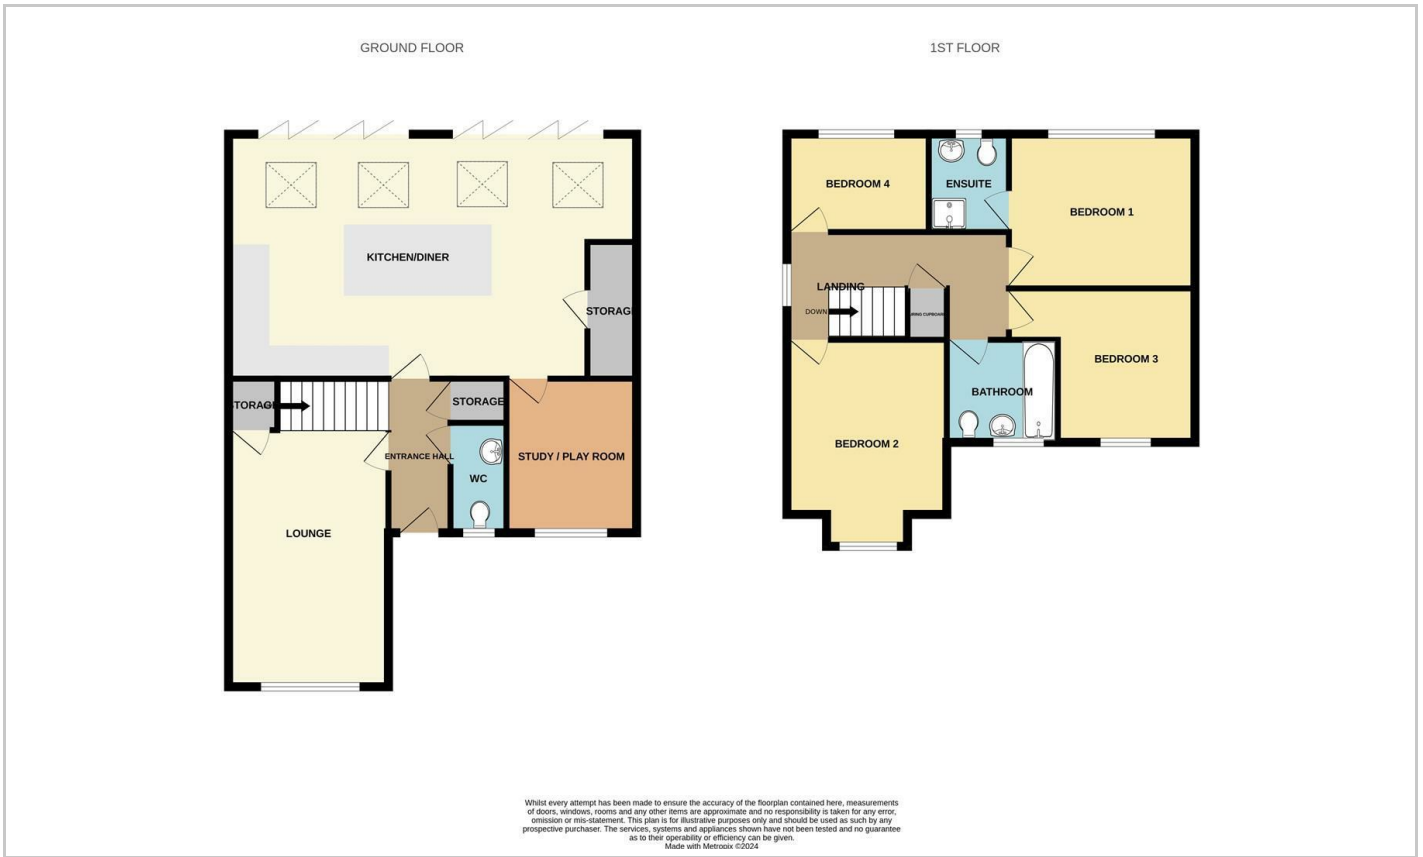 GROUND FLOOR
1ST FLOOR
KITCHEN/DINER
STORAGE
STORAGE
STORAGE
ENTRANCE HALL
WC
STUDY / PLAY ROOM
LOUNGE
BEDROOM 4
ENSUITE
BEDROOM 1
LANDING
DOWN
CUPBOARD
BEDROOM 3
BATHROOM
BEDROOM 2
Whilst every attempt has been made to ensure the accuracy of the floorplan contained here, measurements
of doors, windows, rooms and any other items are approximate and no responsibility is taken for any error,
omission or mis-statement. This plan is for illustrative purposes only and should be used as such by any
prospective purchaser. The services, systems and appliances shown have not been tested and no guarantee
as to their operability or efficiency can be given.
Made with Metropix ©2024